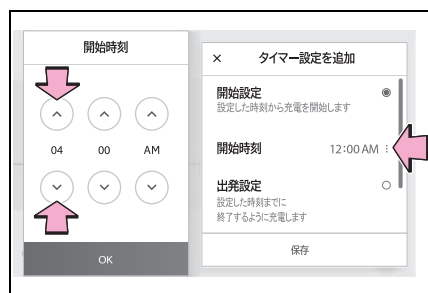 開始時刻
04 00 AM
OK
× タイマー設定を追加
開始設定
設定した時刻から充電を開始します
開始時刻 12:00 AM
出発設定
設定した時刻までに
終了するように充電します
保存